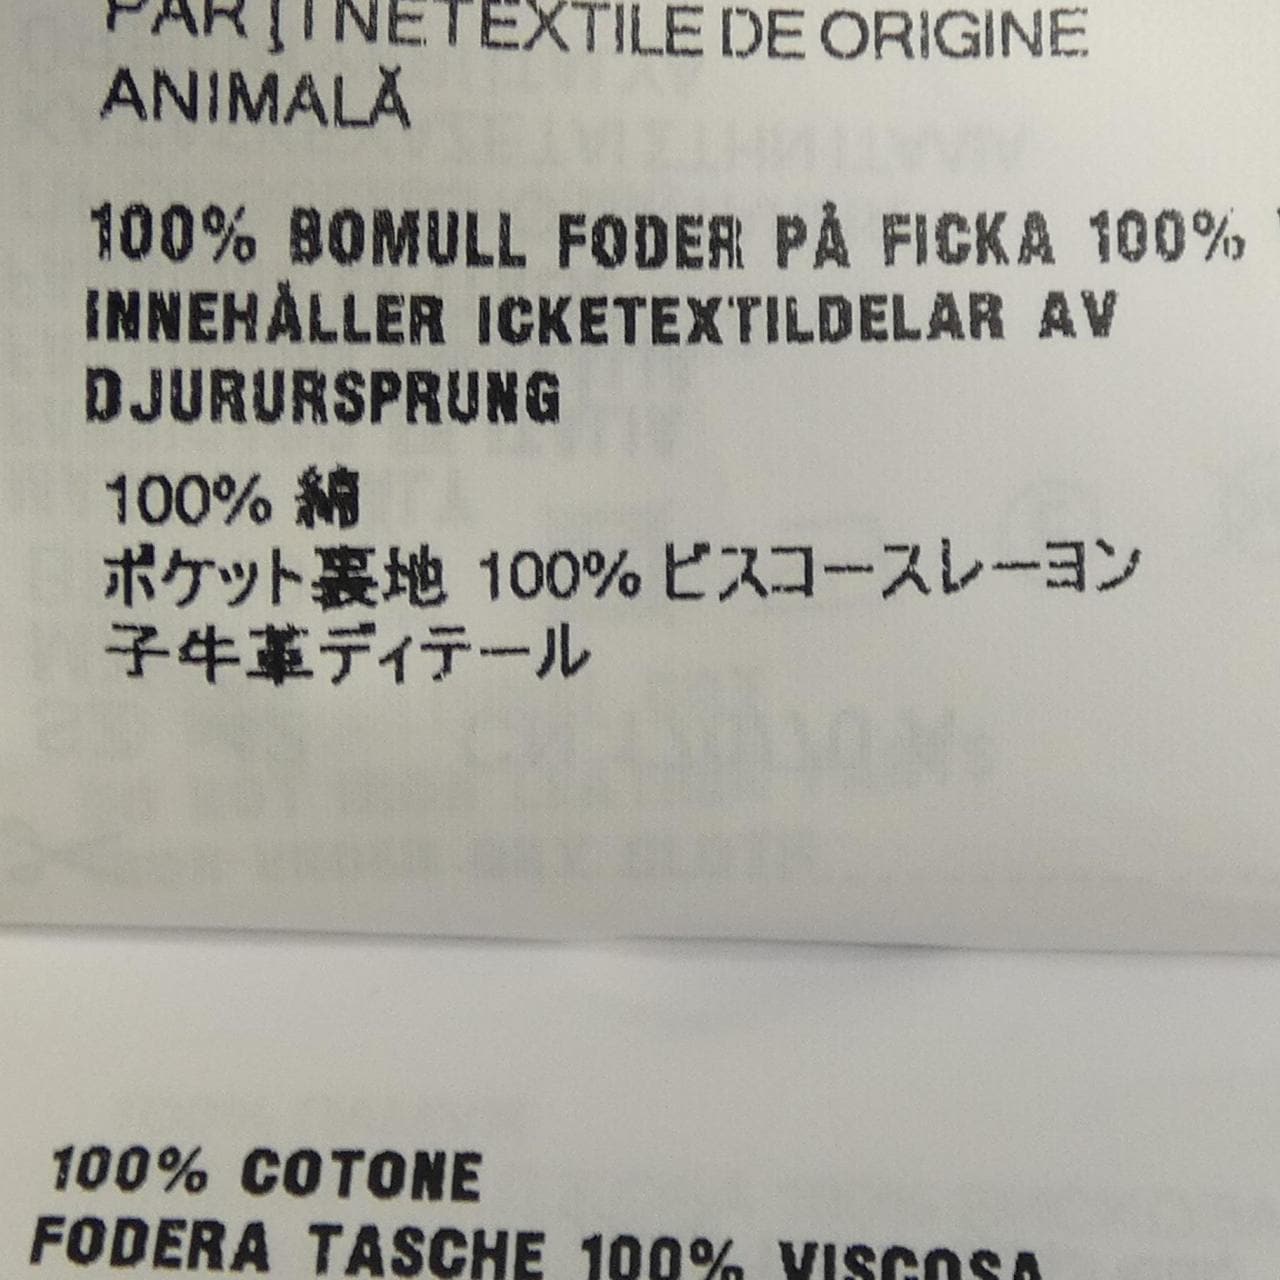 PĂRȚI NETEXTILE DE ORIGINE
ANIMALĂ
100% BOMULL FODER PÅ FICKA 100%
INNEHÅLLER ICKETEXTILDELAR AV
DJURURSPRUNG
100% 綿
ポケット裏地 100% ビスコースレーヨン
子牛革ディテール
100% COTONE
FODERA TASCHE 100% VISCOSA